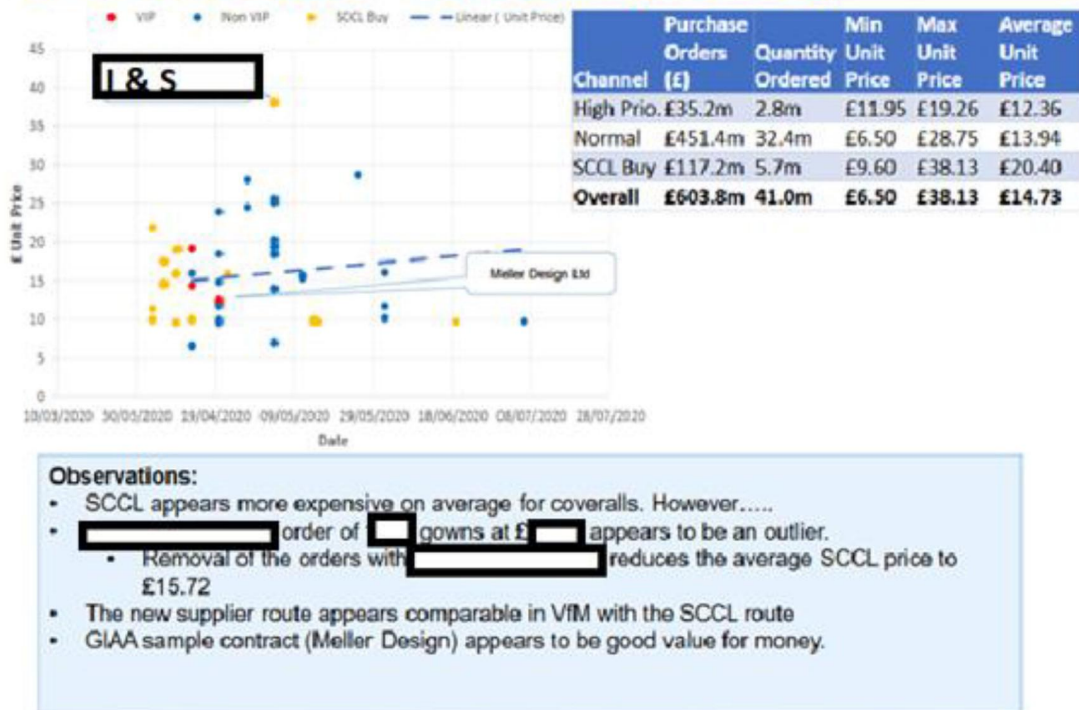 VIP Non VIP SCCL Buy Linear ( Unit Price)
45
40
35
30
25
20
15
10
5
0
£ Unit Price
& S
Meller Design Ltd
10/03/2020 30/03/2020 19/04/2020 09/05/2020 29/05/2020 18/06/2020 08/07/2020 28/07/2020
Date
Channel Purchase Orders (£) Quantity Ordered Min Unit Price Max Unit Price Average Unit Price
High Prio. £35.2m 2.8m £11.95 £19.26 £12.36
Normal £451.4m 32.4m £6.50 £28.75 £13.94
SCCL Buy £117.2m 5.7m £9.60 £38.13 £20.40
Overall £603.8m 41.0m £6.50 £38.13 £14.73
Observations:
• SCCL appears more expensive on average for coveralls. However.....
• order of gowns at £ appears to be an outlier.
• Removal of the orders with reduces the average SCCL price to
£15.72
• The new supplier route appears comparable in VfM with the SCCL route
• GIAA sample contract (Meller Design) appears to be good value for money.